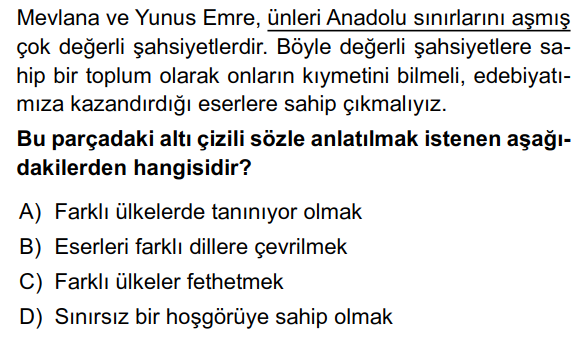 Mevlana ve Yunus Emre, ünleri Anadolu sınırlarını aşmış
çok değerli şahsiyetlerdir. Böyle değerli şahsiyetlere sa-
hip bir toplum olarak onların kıymetini bilmeli, edebiyatı-
mıza kazandırdığı eserlere sahip çıkmalıyız.
Bu parçadaki altı çizili sözle anlatılmak istenen aşağı-
dakilerden hangisidir?
A) Farklı ülkelerde tanınıyor olmak
B) Eserleri farklı dillere çevrilmek
C) Farklı ülkeler fethetmek
D) Sınırsız bir hoşgörüye sahip olmak